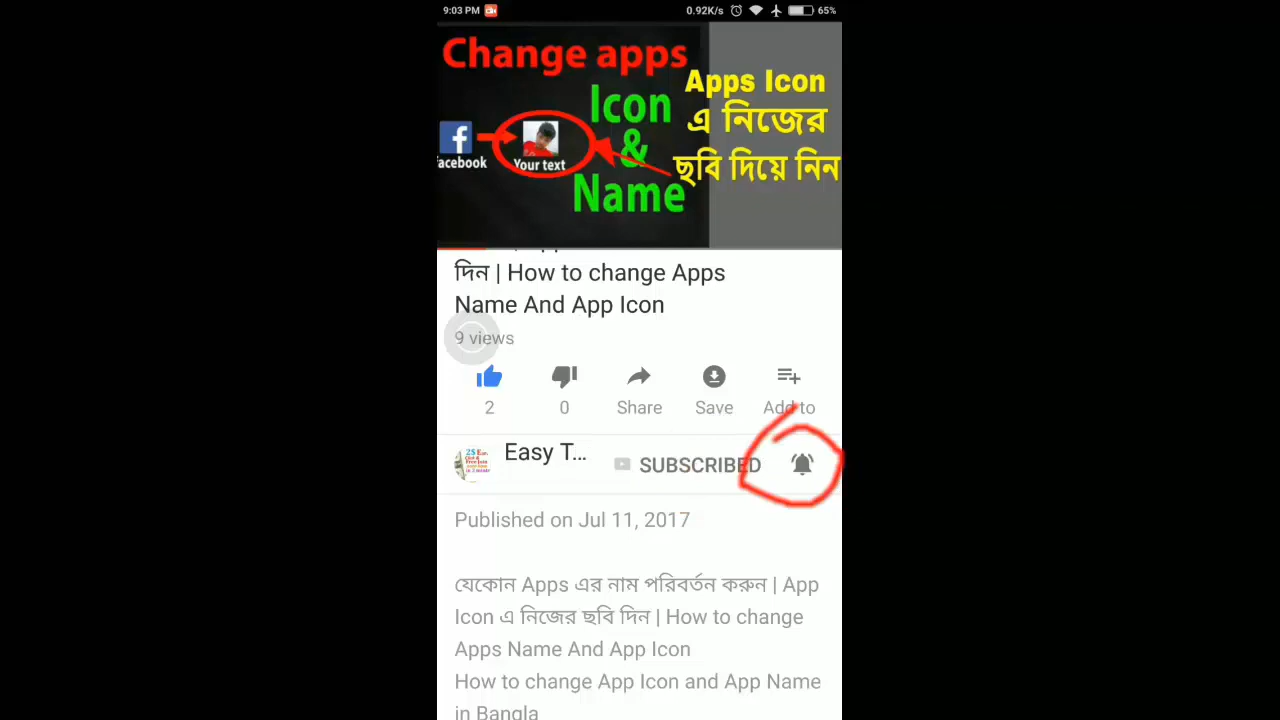 9:03 PM
0.92K/s
65%
Change apps
Icon
&
Name
facebook
Your text
Apps Icon
এ নিজের
ছবি দিয়ে নিন
দিন | How to change Apps
Name And App Icon
9 views
2
0
Share
Save
Add to
Easy T...
SUBSCRIBED
Published on Jul 11, 2017
যেকোন Apps এর নাম পরিবর্তন করুন | App
Icon এ নিজের ছবি দিন | How to change
Apps Name And App Icon
How to change App Icon and App Name
in Bangla